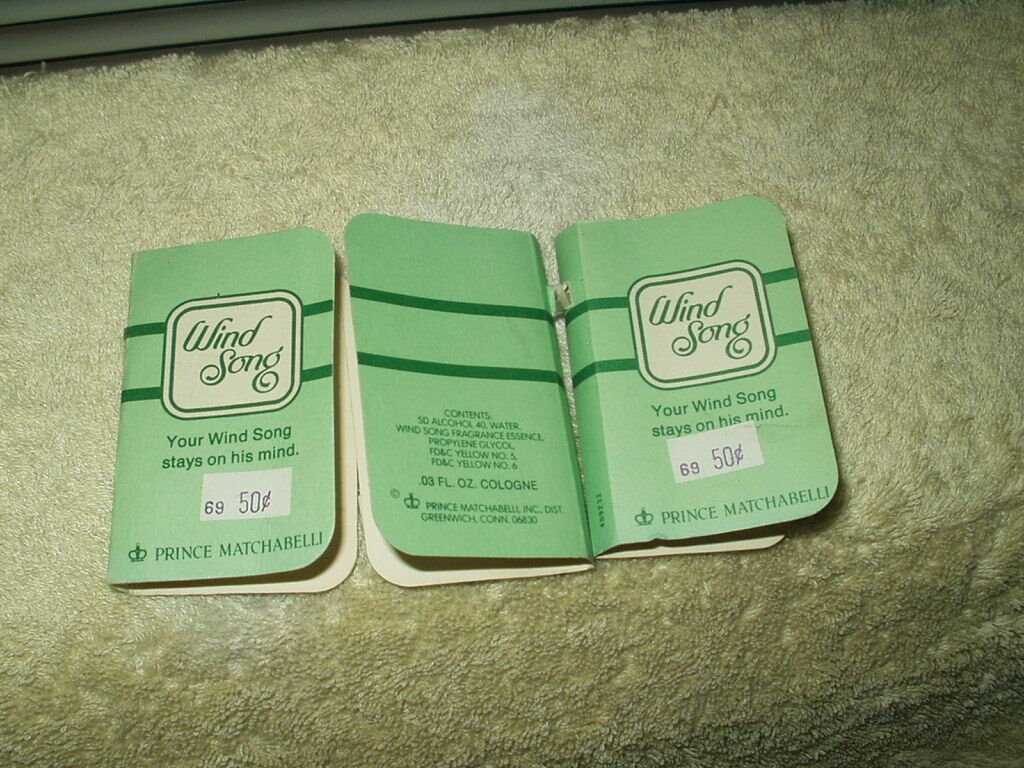 Wind
Song
Your Wind Song
stays on his mind.
69 50¢
PRINCE MATCHABELLI
CONTENTS:
SD ALCOHOL 40, WATER,
WIND SONG FRAGRANCE ESSENCE,
PROPYLENE GLYCOL,
FD&C YELLOW NO. 5,
FD&C YELLOW NO. 6
.03 FL. OZ. COLOGNE
© PRINCE MATCHABELLI, INC., DIST.
GREENWICH, CONN. 06830
489232
Wind
Song
Your Wind Song
stays on his mind.
69 50¢
PRINCE MATCHABELLI